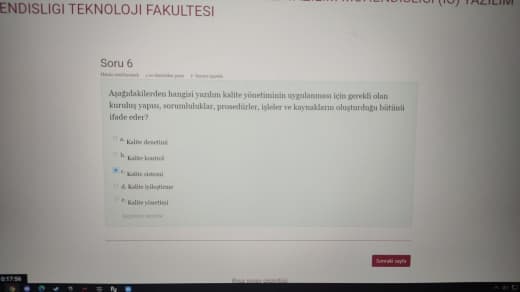 ENDISLIGI TEKNOLOJI FAKULTESI
Soru 6
Aşağıdakilerden hangisi yazılım kalite yönetiminin uygulanması için gerekli olan
kuruluş yapısı, sorumluluklar, prosedürler, işleler ve kaynakların oluşturduğu bütünü
ifade eder?
a. Kalite denetimi
b. Kalite kontrol
c. Kalite sistemi
d. Kalite iyileştirme
e. Kalite yönetimi
Sonraki sayfa
0:17:56